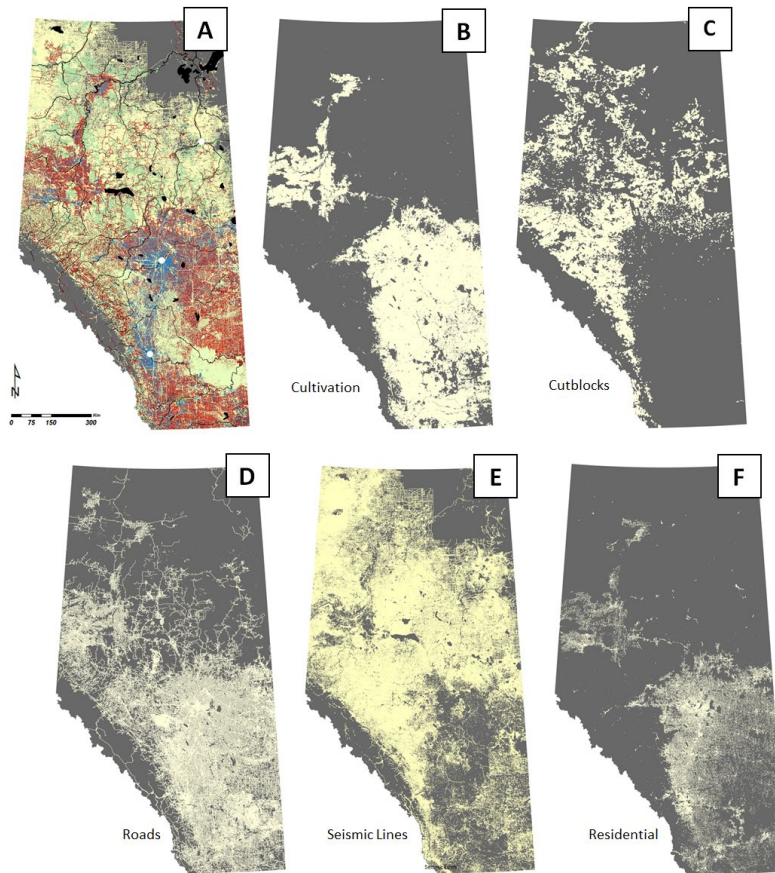 A
B
C
N
Km
0 75 150 300
Cultivation
Cutblocks
D
E
F
Roads
Seismic Lines
Residential